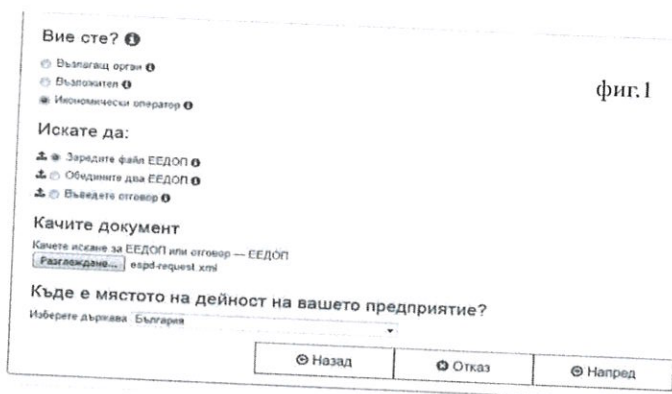 Вие сте?
Възлагащ орган
Възложител
Икономически оператор
фиг.1
Искате да:
Заредите файл ЕЕДОП
Обедините два ЕЕДОП
Въведете отговор
Качите документ
Качете искане за ЕЕДОП или отговор — ЕЕДОП
Разглеждане... espd-request.xml
Къде е мястото на дейност на вашето предприятие?
Изберете държава България
Назад Отказ Напред